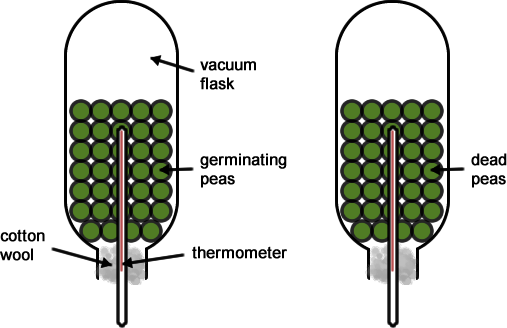 vacuum
flask
germinating
peas
cotton
wool
thermometer
dead
peas